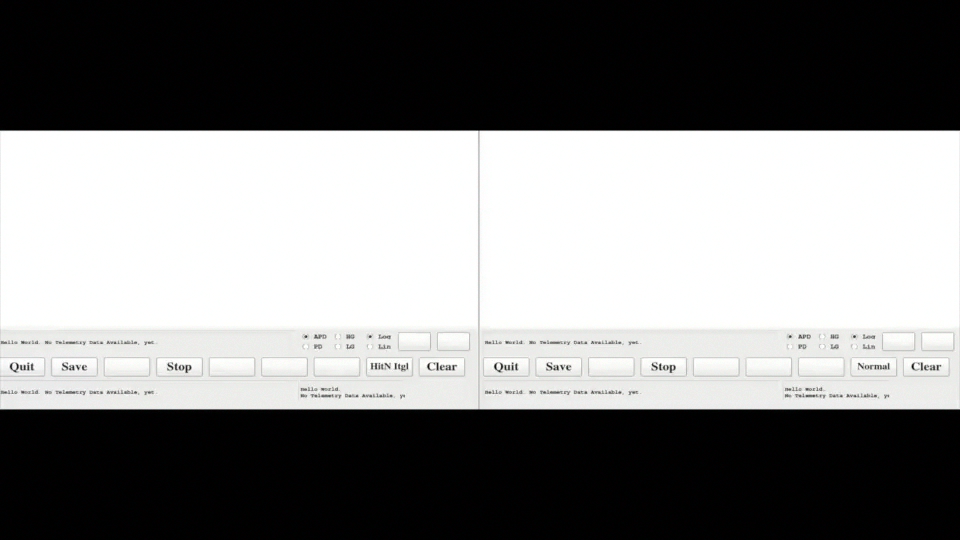 Hello World. No Telemetry Data Available, yet.
APD HG Log
PD LG Lin
Quit Save Stop HitN Itgl Clear
Hello World. No Telemetry Data Available, yet
Hello World.
No Telemetry Data Available, y
Hello World. No Telemetry Data Available, yet.
APD HG Log
PD LG Lin
Quit Save Stop Normal Clear
Hello World. No Telemetry Data Available, yet.
Hello World.
No Telemetry Data Available, y